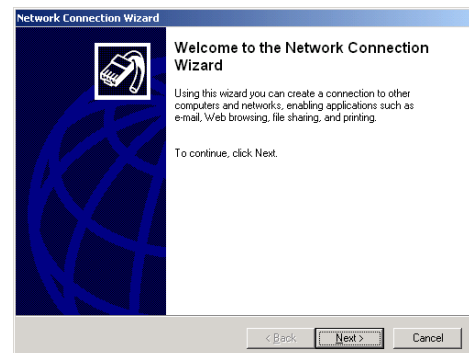 Network Connection Wizard
Welcome to the Network Connection
Wizard
Using this wizard you can create a connection to other
computers and networks, enabling applications such as
e-mail, Web browsing, file sharing, and printing.
To continue, click Next.
< Back
Next >
Cancel